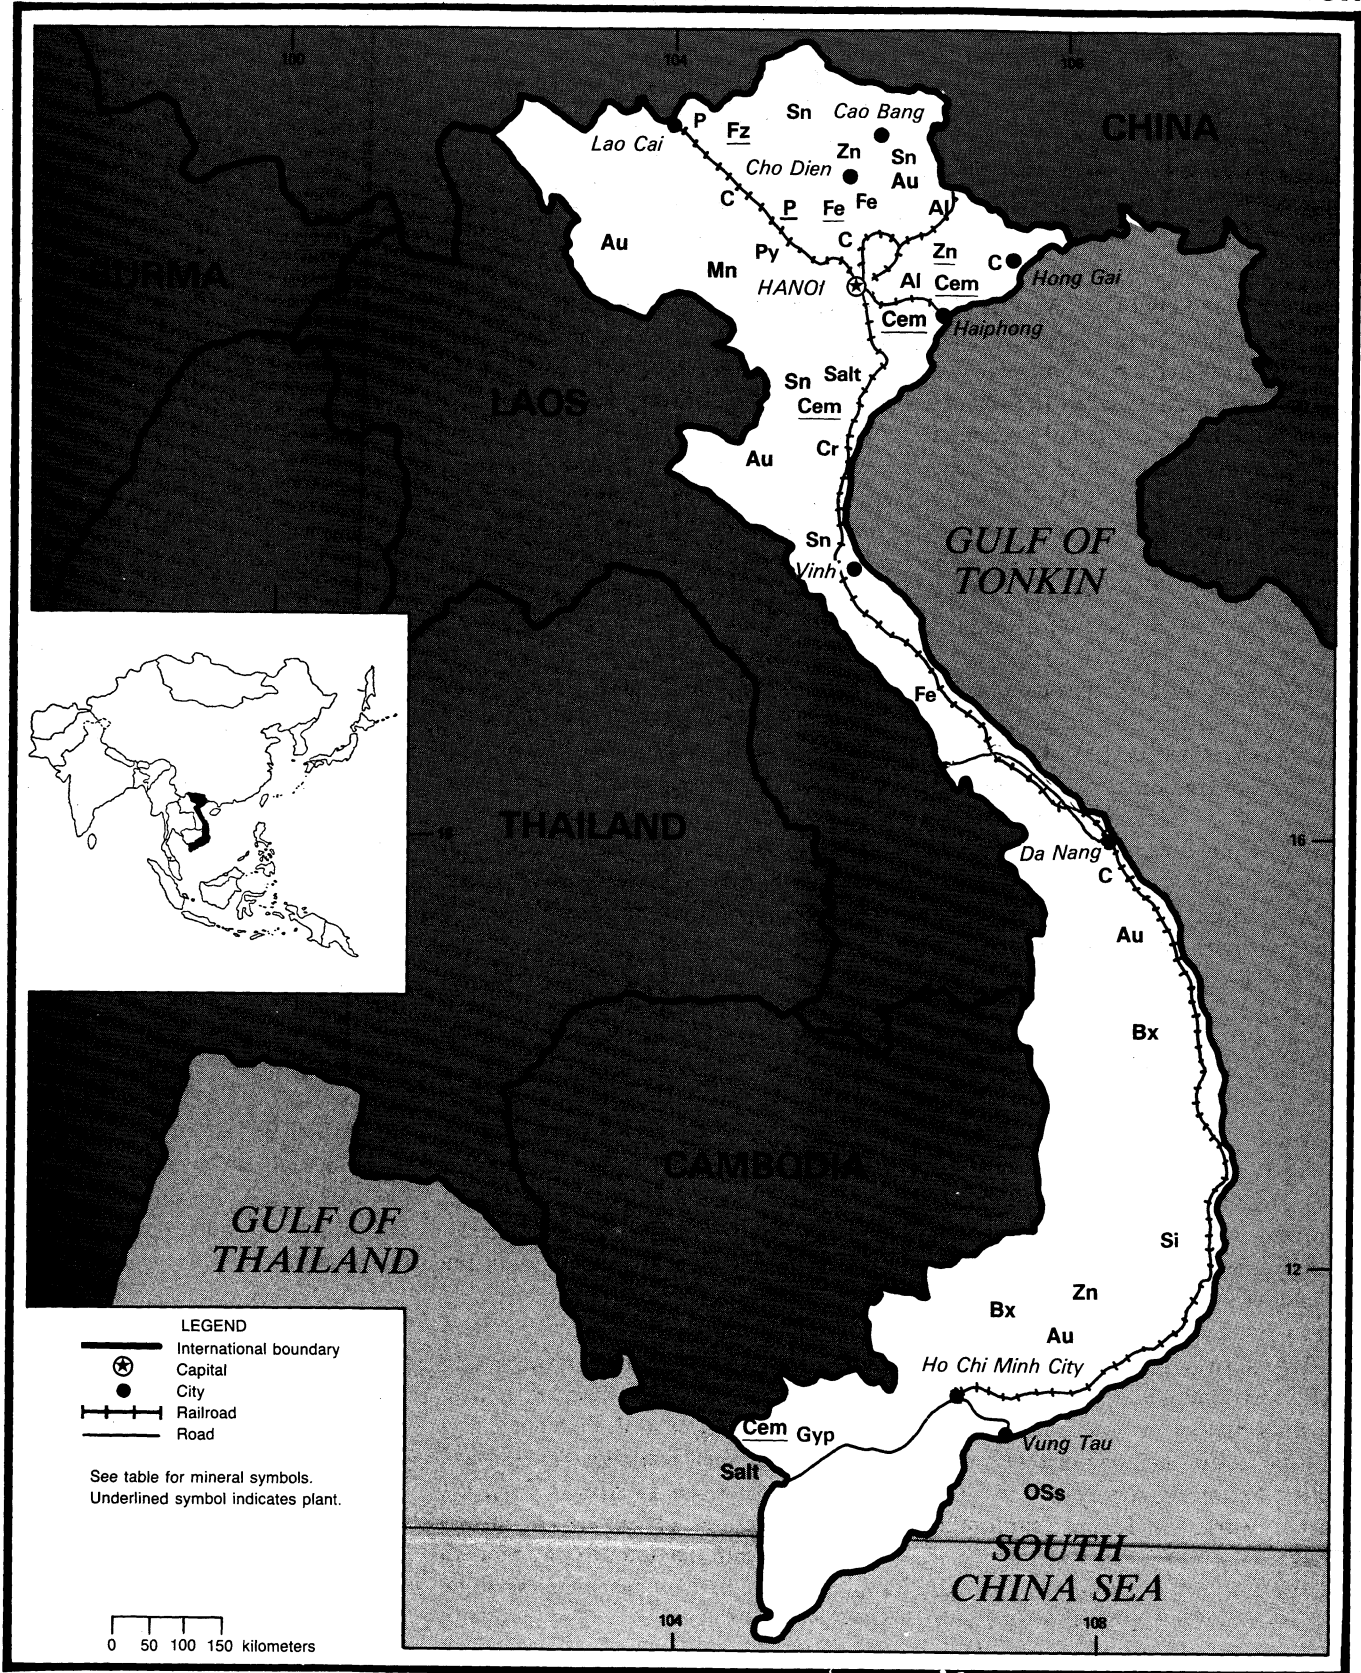 100
104
108
CHINA
Sn
Cao Bang
P
Fz
Lao Cai
Zn
Sn
Cho Dien
Au
C
P
Fe
Fe
Al
Au
C
Py
Zn
C
Mn
Hong Gai
HANOI
Al
Cem
BURMA
Cem
Haiphong
Salt
Sn
LAOS
Cem
Cr
Au
Sn
Vinh
GULF OF
TONKIN
Fe
16
THAILAND
16
Da Nang
C
Au
Bx
CAMBODIA
GULF OF
THAILAND
Si
12
Zn
Bx
Au
Ho Chi Minh City
Cem
Gyp
Vung Tau
Salt
OSs
SOUTH
CHINA SEA
LEGEND
International boundary
Capital
City
Railroad
Road
See table for mineral symbols.
Underlined symbol indicates plant.
104
108
0 50 100 150 kilometers